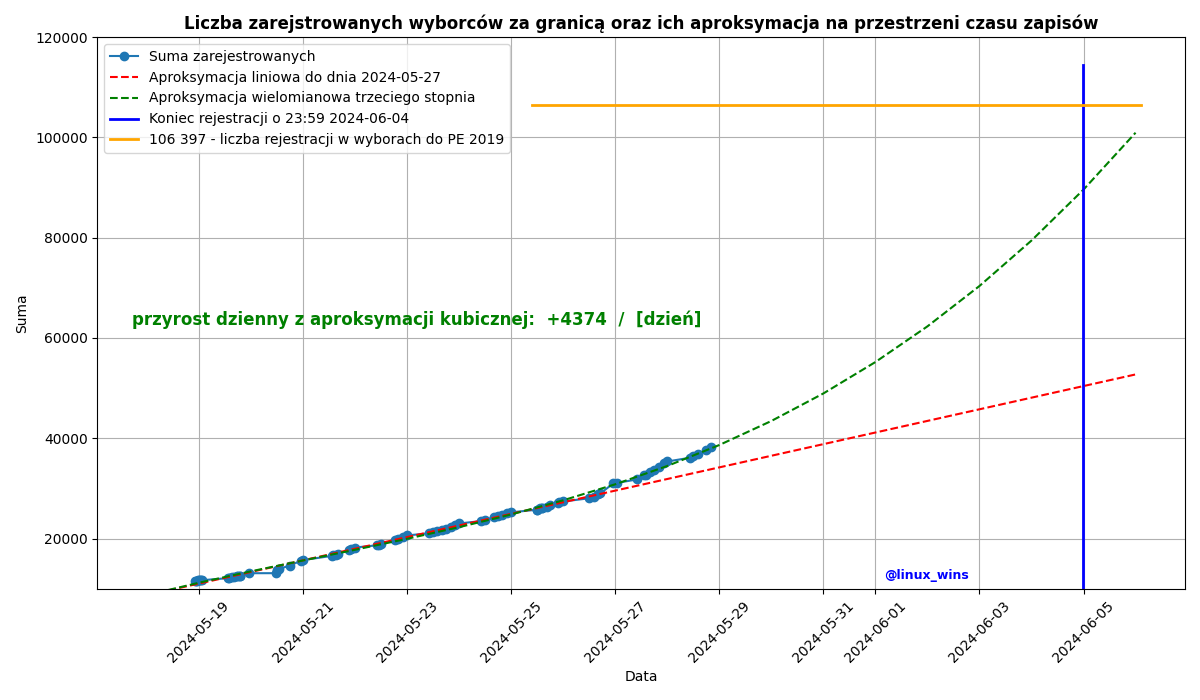 Liczba zarejstrowanych wyborców za granicą oraz ich aproksymacja na przestrzeni czasu zapisów
120000
100000
80000
60000
40000
20000
Suma
Suma zarejestrowanych
Aproksymacja liniowa do dnia 2024-05-27
Aproksymacja wielomianowa trzeciego stopnia
Koniec rejestracji o 23:59 2024-06-04
106 397 - liczba rejestracji w wyborach do PE 2019
przyrost dzienny z aproksymacji kubicznej: +4374 / [dzień]
@linux_wins
2024-05-19
2024-05-21
2024-05-23
2024-05-25
2024-05-27
2024-05-29
2024-05-31
2024-06-01
2024-06-03
2024-06-05
Data